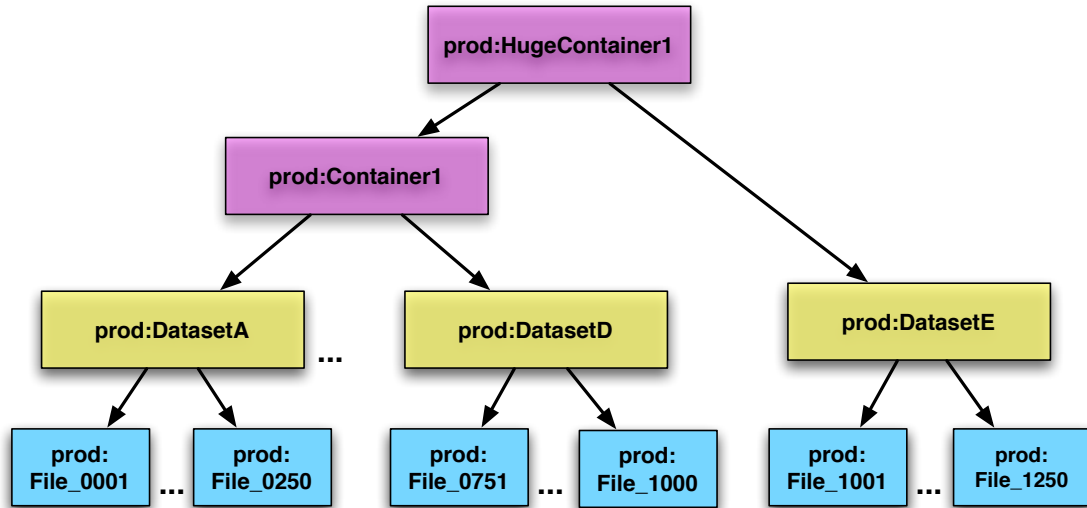 prod:HugeContainer1
prod:Container1
prod:DatasetA
...
prod:DatasetD
prod:DatasetE
prod:
File_0001
...
prod:
File_0250
prod:
File_0751
...
prod:
File_1000
prod:
File_1001
...
prod:
File_1250